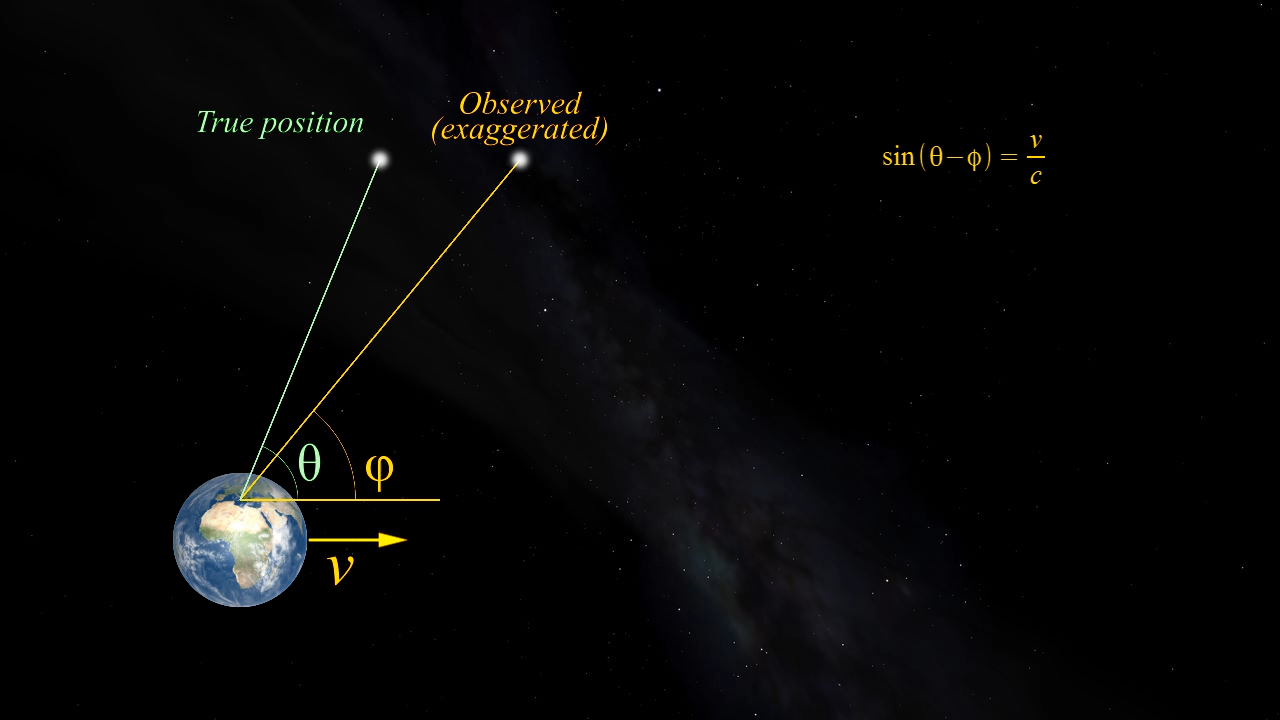 True position
Observed
(exaggerated)
sin(θ−ϕ) = v/c
θ
φ
v